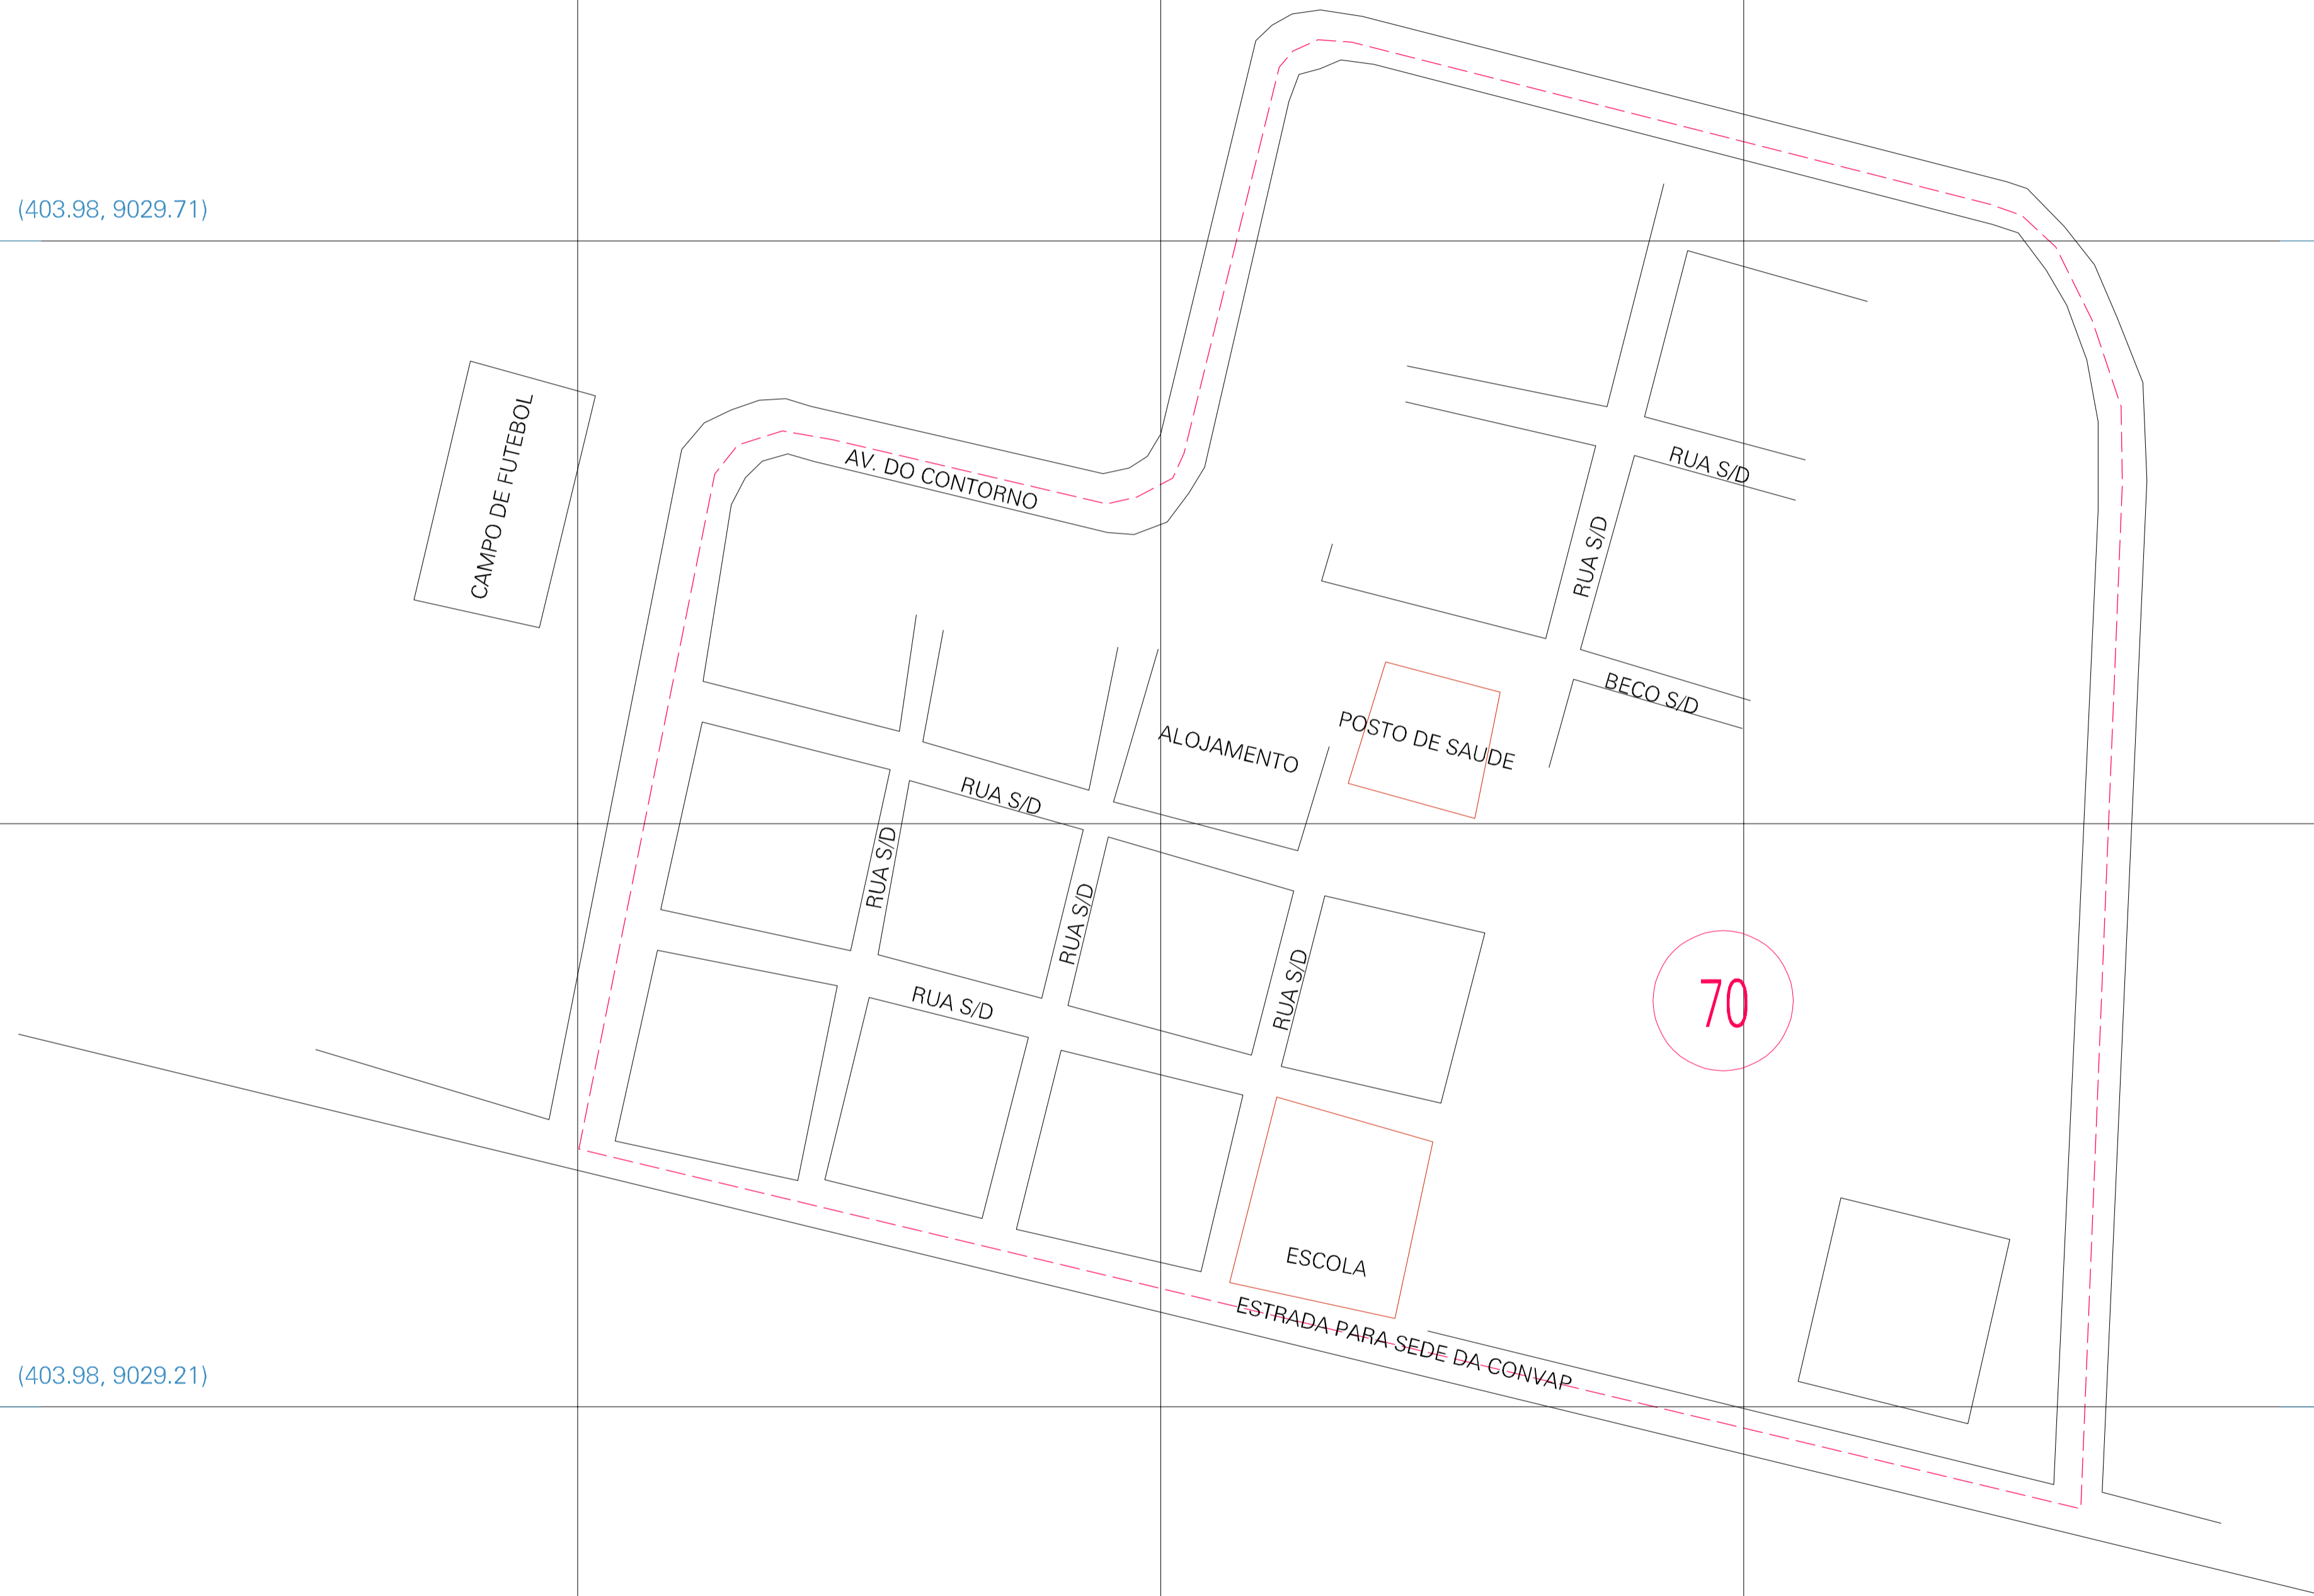 (403.98, 9029.71)
CAMPO DE FUTEBOL
AV. DO CONTORNO
RUA S/D
RUA S/D
BECO S/D
POSTO DE SAUDE
ALOJAMENTO
RUA S/D
RUA S/D
RUA S/D
RUA S/D
RUA S/D
70
ESCOLA
ESTRADA PARA SEDE DA CONVAP
(403.98, 9029.21)